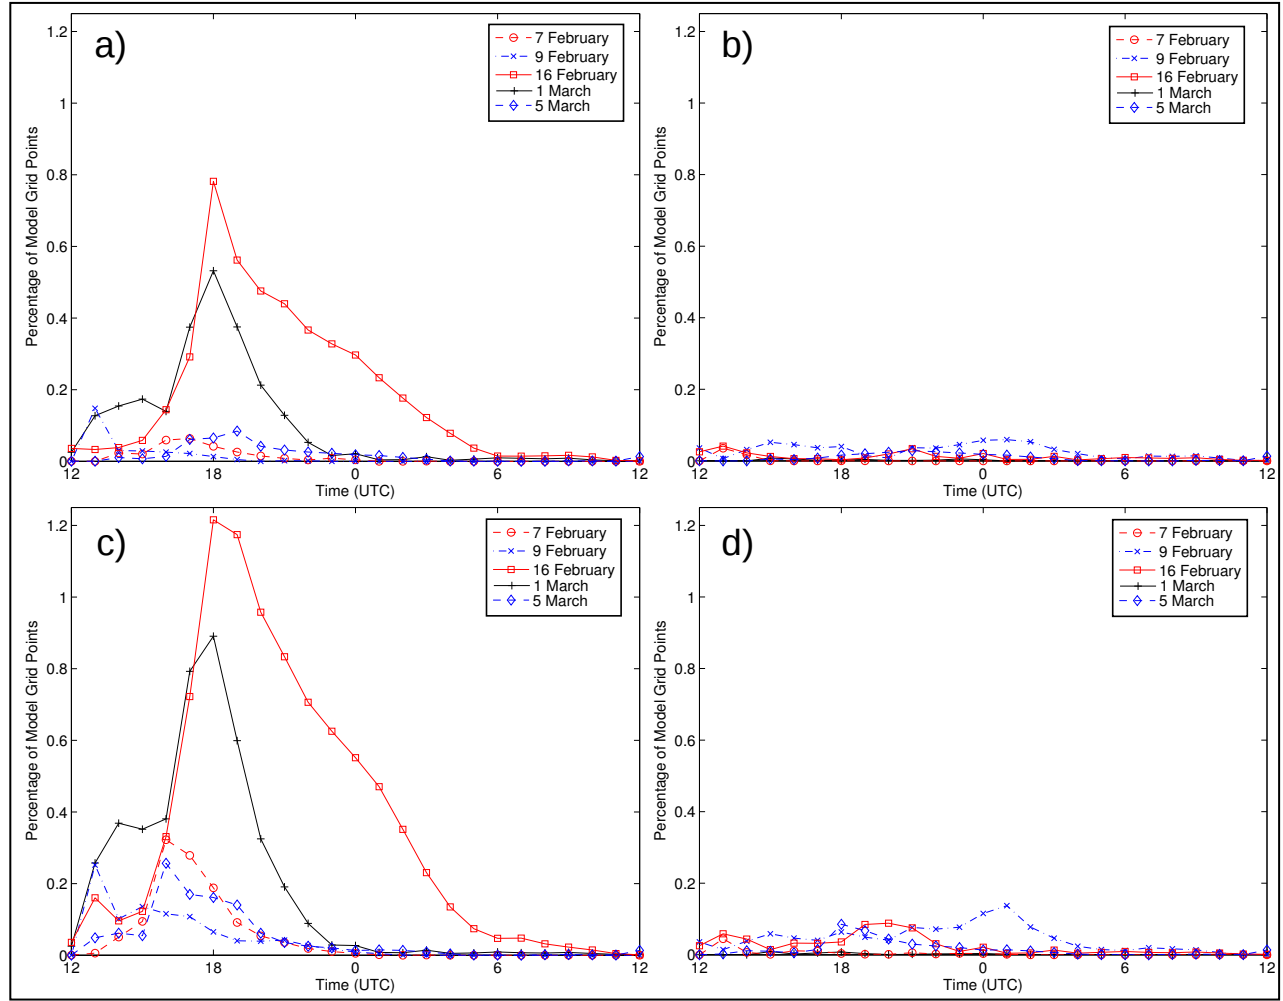 a)
7 February
9 February
16 February
1 March
5 March
1.2
1
0.8
0.6
0.4
0.2
0
Percentage of Model Grid Points
12 18 0 6 12
Time (UTC)
b)
7 February
9 February
16 February
1 March
5 March
1.2
1
0.8
0.6
0.4
0.2
0
Percentage of Model Grid Points
12 18 0 6 12
Time (UTC)
c)
7 February
9 February
16 February
1 March
5 March
1.2
1
0.8
0.6
0.4
0.2
0
Percentage of Model Grid Points
12 18 0 6 12
Time (UTC)
d)
7 February
9 February
16 February
1 March
5 March
1.2
1
0.8
0.6
0.4
0.2
0
Percentage of Model Grid Points
12 18 0 6 12
Time (UTC)